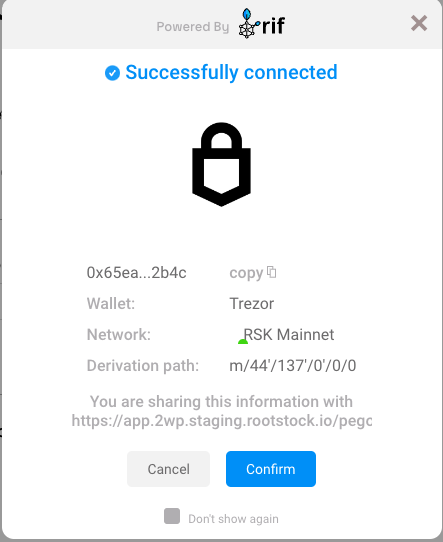 Powered By rif
Successfully connected
0x65ea...2b4c copy
Wallet: Trezor
Network: RSK Mainnet
Derivation path: m/44'/137'/0'/0/0
You are sharing this information with
https://app.2wp.staging.rootstock.io/pego
Cancel Confirm
Don't show again